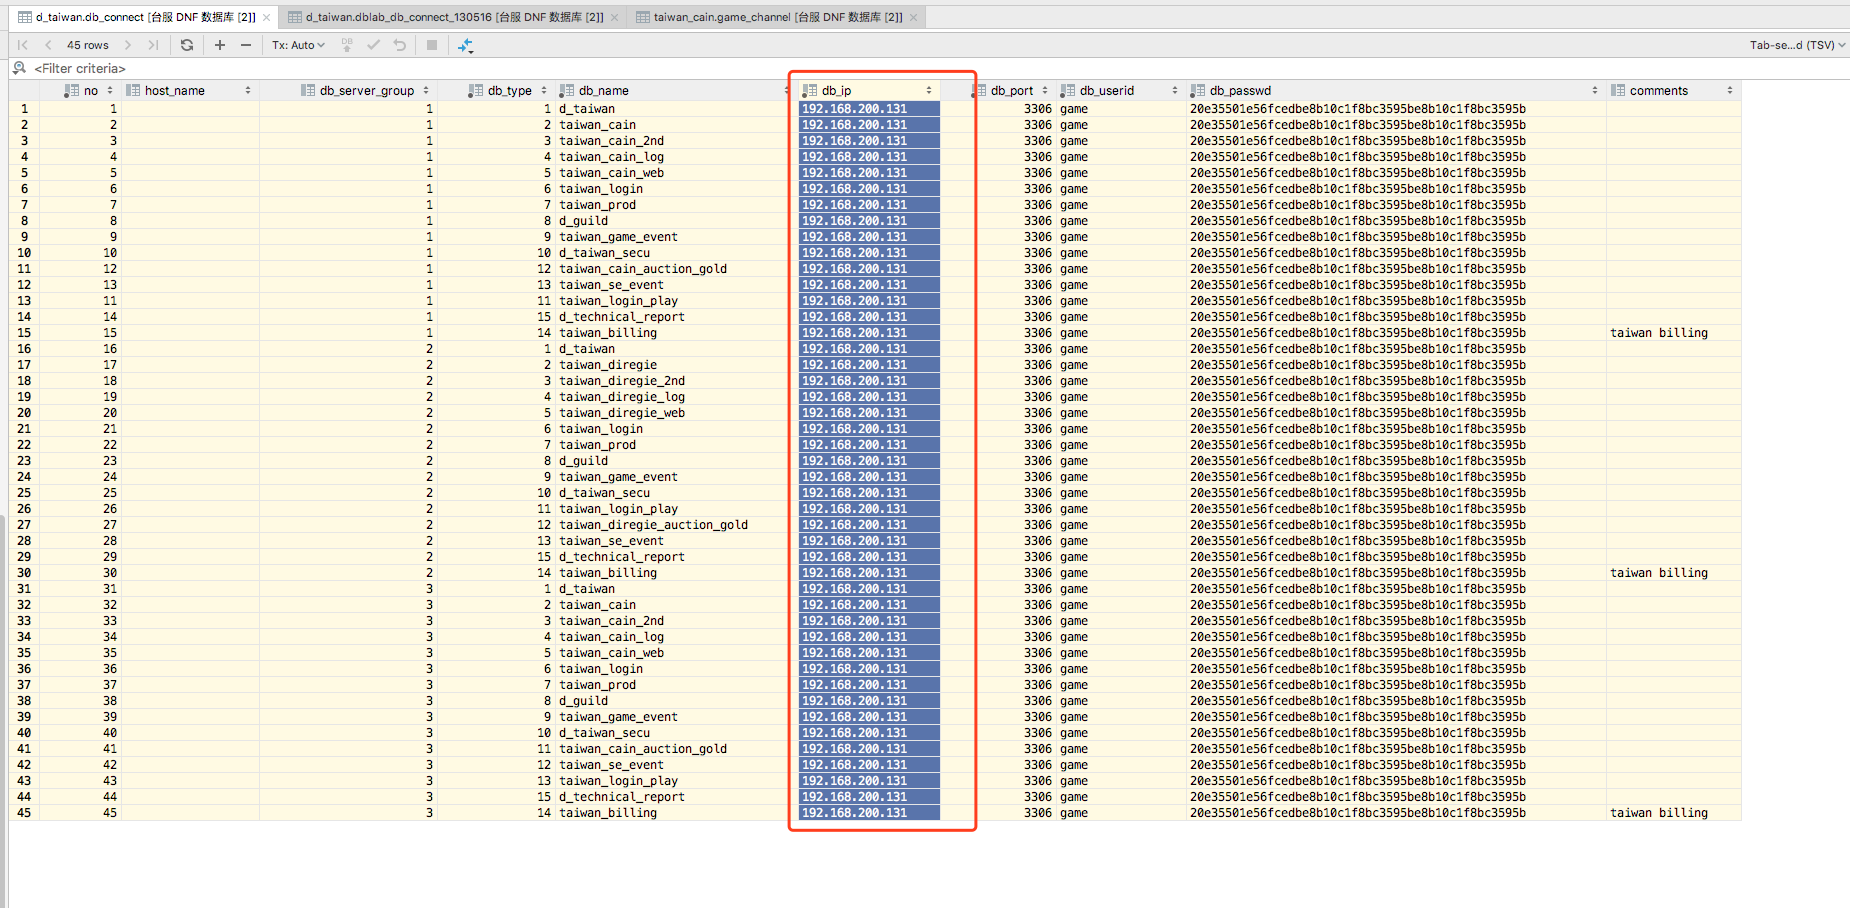 d_taiwan.db_connect [台服 DNF 数据库 [2]] d_taiwan.dblab_db_connect_130516 [台服 DNF 数据库 [2]] taiwan_cain.game_channel [台服 DNF 数据库 [2]]
45 rows Tx: Auto DB Tab-se...d (TSV)
<Filter criteria>
no host_name db_server_group db_type db_name db_ip db_port db_userid db_passwd comments
1 1 1 1 d_taiwan 192.168.200.131 3306 game 20e35501e56fcedbe8b10c1f8bc3595be8b10c1f8bc3595b
2 2 1 2 taiwan_cain 192.168.200.131 3306 game 20e35501e56fcedbe8b10c1f8bc3595be8b10c1f8bc3595b
3 3 1 3 taiwan_cain_2nd 192.168.200.131 3306 game 20e35501e56fcedbe8b10c1f8bc3595be8b10c1f8bc3595b
4 4 1 4 taiwan_cain_log 192.168.200.131 3306 game 20e35501e56fcedbe8b10c1f8bc3595be8b10c1f8bc3595b
5 5 1 5 taiwan_cain_web 192.168.200.131 3306 game 20e35501e56fcedbe8b10c1f8bc3595be8b10c1f8bc3595b
6 6 1 6 taiwan_login 192.168.200.131 3306 game 20e35501e56fcedbe8b10c1f8bc3595be8b10c1f8bc3595b
7 7 1 7 taiwan_prod 192.168.200.131 3306 game 20e35501e56fcedbe8b10c1f8bc3595be8b10c1f8bc3595b
8 8 1 8 d_guild 192.168.200.131 3306 game 20e35501e56fcedbe8b10c1f8bc3595be8b10c1f8bc3595b
9 9 1 9 taiwan_game_event 192.168.200.131 3306 game 20e35501e56fcedbe8b10c1f8bc3595be8b10c1f8bc3595b
10 10 1 10 d_taiwan_secu 192.168.200.131 3306 game 20e35501e56fcedbe8b10c1f8bc3595be8b10c1f8bc3595b
11 12 1 12 taiwan_cain_auction_gold 192.168.200.131 3306 game 20e35501e56fcedbe8b10c1f8bc3595be8b10c1f8bc3595b
12 13 1 13 taiwan_se_event 192.168.200.131 3306 game 20e35501e56fcedbe8b10c1f8bc3595be8b10c1f8bc3595b
13 11 1 11 taiwan_login_play 192.168.200.131 3306 game 20e35501e56fcedbe8b10c1f8bc3595be8b10c1f8bc3595b
14 14 1 15 d_technical_report 192.168.200.131 3306 game 20e35501e56fcedbe8b10c1f8bc3595be8b10c1f8bc3595b
15 15 1 14 taiwan_billing 192.168.200.131 3306 game 20e35501e56fcedbe8b10c1f8bc3595be8b10c1f8bc3595b taiwan billing
16 16 2 1 d_taiwan 192.168.200.131 3306 game 20e35501e56fcedbe8b10c1f8bc3595be8b10c1f8bc3595b
17 17 2 2 taiwan_diregie 192.168.200.131 3306 game 20e35501e56fcedbe8b10c1f8bc3595be8b10c1f8bc3595b
18 18 2 3 taiwan_diregie_2nd 192.168.200.131 3306 game 20e35501e56fcedbe8b10c1f8bc3595be8b10c1f8bc3595b
19 19 2 4 taiwan_diregie_log 192.168.200.131 3306 game 20e35501e56fcedbe8b10c1f8bc3595be8b10c1f8bc3595b
20 20 2 5 taiwan_diregie_web 192.168.200.131 3306 game 20e35501e56fcedbe8b10c1f8bc3595be8b10c1f8bc3595b
21 21 2 6 taiwan_login 192.168.200.131 3306 game 20e35501e56fcedbe8b10c1f8bc3595be8b10c1f8bc3595b
22 22 2 7 taiwan_prod 192.168.200.131 3306 game 20e35501e56fcedbe8b10c1f8bc3595be8b10c1f8bc3595b
23 23 2 8 d_guild 192.168.200.131 3306 game 20e35501e56fcedbe8b10c1f8bc3595be8b10c1f8bc3595b
24 24 2 9 taiwan_game_event 192.168.200.131 3306 game 20e35501e56fcedbe8b10c1f8bc3595be8b10c1f8bc3595b
25 25 2 10 d_taiwan_secu 192.168.200.131 3306 game 20e35501e56fcedbe8b10c1f8bc3595be8b10c1f8bc3595b
26 26 2 11 taiwan_login_play 192.168.200.131 3306 game 20e35501e56fcedbe8b10c1f8bc3595be8b10c1f8bc3595b
27 27 2 12 taiwan_diregie_auction_gold 192.168.200.131 3306 game 20e35501e56fcedbe8b10c1f8bc3595be8b10c1f8bc3595b
28 28 2 13 taiwan_se_event 192.168.200.131 3306 game 20e35501e56fcedbe8b10c1f8bc3595be8b10c1f8bc3595b
29 29 2 15 d_technical_report 192.168.200.131 3306 game 20e35501e56fcedbe8b10c1f8bc3595be8b10c1f8bc3595b
30 30 2 14 taiwan_billing 192.168.200.131 3306 game 20e35501e56fcedbe8b10c1f8bc3595be8b10c1f8bc3595b taiwan billing
31 31 3 1 d_taiwan 192.168.200.131 3306 game 20e35501e56fcedbe8b10c1f8bc3595be8b10c1f8bc3595b
32 32 3 2 taiwan_cain 192.168.200.131 3306 game 20e35501e56fcedbe8b10c1f8bc3595be8b10c1f8bc3595b
33 33 3 3 taiwan_cain_2nd 192.168.200.131 3306 game 20e35501e56fcedbe8b10c1f8bc3595be8b10c1f8bc3595b
34 34 3 4 taiwan_cain_log 192.168.200.131 3306 game 20e35501e56fcedbe8b10c1f8bc3595be8b10c1f8bc3595b
35 35 3 5 taiwan_cain_web 192.168.200.131 3306 game 20e35501e56fcedbe8b10c1f8bc3595be8b10c1f8bc3595b
36 36 3 6 taiwan_login 192.168.200.131 3306 game 20e35501e56fcedbe8b10c1f8bc3595be8b10c1f8bc3595b
37 37 3 7 taiwan_prod 192.168.200.131 3306 game 20e35501e56fcedbe8b10c1f8bc3595be8b10c1f8bc3595b
38 38 3 8 d_guild 192.168.200.131 3306 game 20e35501e56fcedbe8b10c1f8bc3595be8b10c1f8bc3595b
39 39 3 9 taiwan_game_event 192.168.200.131 3306 game 20e35501e56fcedbe8b10c1f8bc3595be8b10c1f8bc3595b
40 40 3 10 d_taiwan_secu 192.168.200.131 3306 game 20e35501e56fcedbe8b10c1f8bc3595be8b10c1f8bc3595b
41 41 3 11 taiwan_cain_auction_gold 192.168.200.131 3306 game 20e35501e56fcedbe8b10c1f8bc3595be8b10c1f8bc3595b
42 42 3 12 taiwan_se_event 192.168.200.131 3306 game 20e35501e56fcedbe8b10c1f8bc3595be8b10c1f8bc3595b
43 43 3 13 taiwan_login_play 192.168.200.131 3306 game 20e35501e56fcedbe8b10c1f8bc3595be8b10c1f8bc3595b
44 44 3 15 d_technical_report 192.168.200.131 3306 game 20e35501e56fcedbe8b10c1f8bc3595be8b10c1f8bc3595b
45 45 3 14 taiwan_billing 192.168.200.131 3306 game 20e35501e56fcedbe8b10c1f8bc3595be8b10c1f8bc3595b taiwan billing